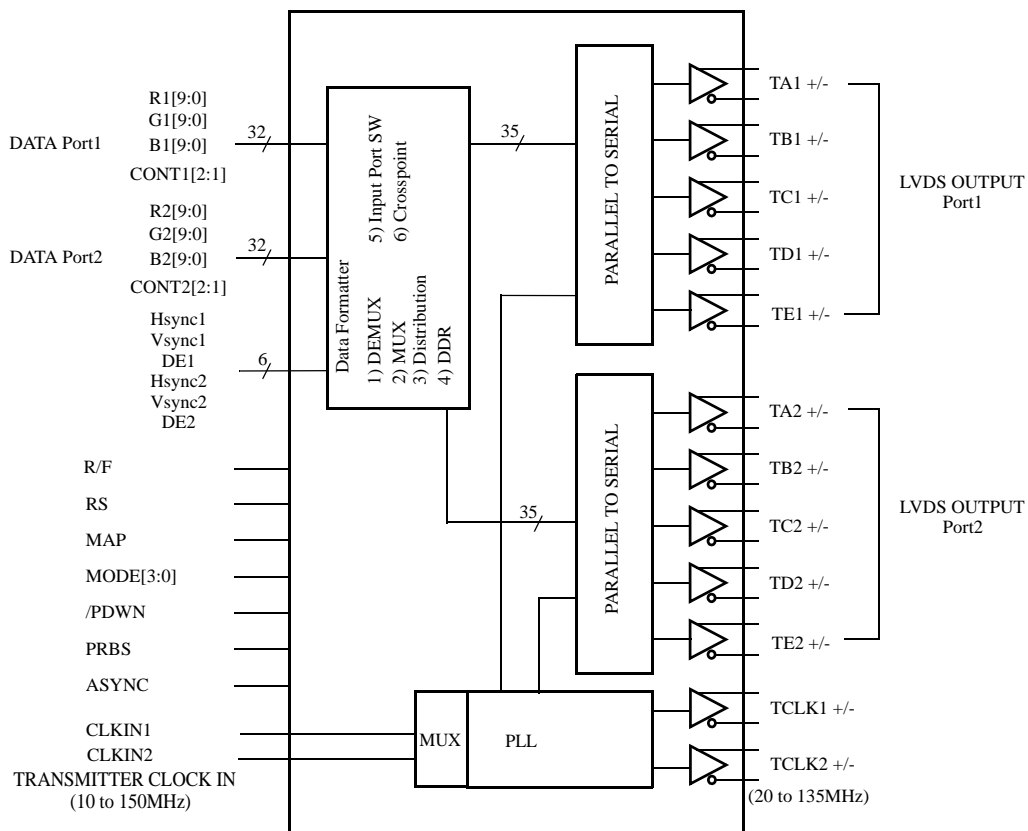 R1[9:0]
G1[9:0]
DATA Port1
B1[9:0]
CONT1[2:1]
32
R2[9:0]
G2[9:0]
DATA Port2
B2[9:0]
CONT2[2:1]
32
Hsync1
Vsync1
DE1
Hsync2
Vsync2
DE2
6
R/F
RS
MAP
MODE[3:0]
/PDWN
PRBS
ASYNC
CLKIN1
CLKIN2
TRANSMITTER CLOCK IN
(10 to 150MHz)
Data Formatter
1) DEMUX
2) MUX
3) Distribution
4) DDR
5) Input Port SW
6) Crosspoint
35
35
PARALLEL TO SERIAL
PARALLEL TO SERIAL
MUX
PLL
TA1 +/-
TB1 +/-
TC1 +/-
TD1 +/-
TE1 +/-
LVDS OUTPUT
Port1
TA2 +/-
TB2 +/-
TC2 +/-
TD2 +/-
TE2 +/-
LVDS OUTPUT
Port2
TCLK1 +/-
TCLK2 +/-
(20 to 135MHz)